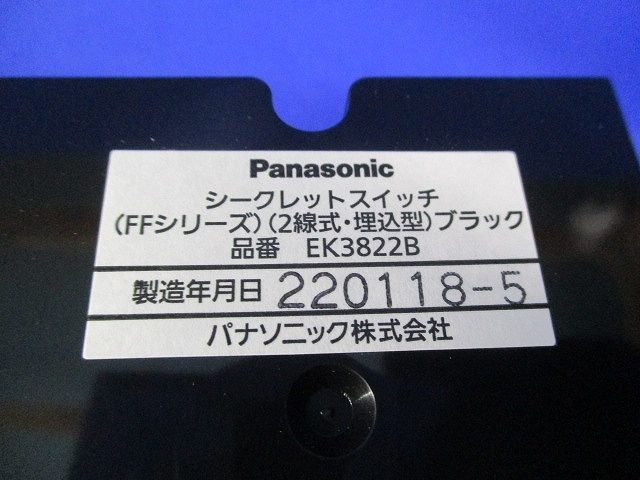 Panasonic
シークレットスイッチ
(FFシリーズ)(2線式・埋込型)ブラック
品番 EK3822B
製造年月日 220118-5
パナソニック株式会社